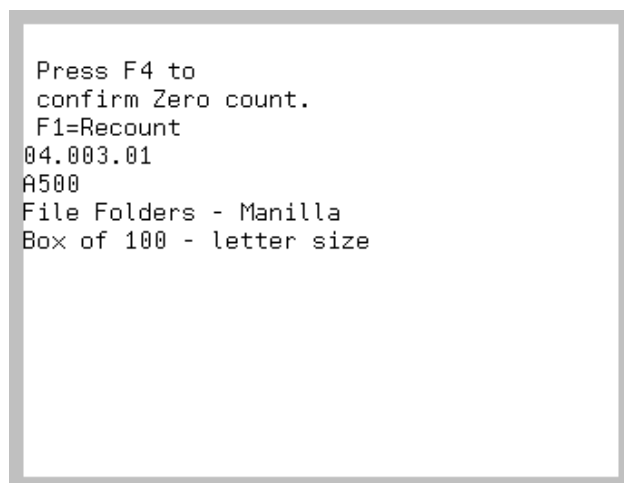 Press F4 to
confirm Zero count.
F1=Recount
04.003.01
A500
File Folders - Manilla
Box of 100 - letter size